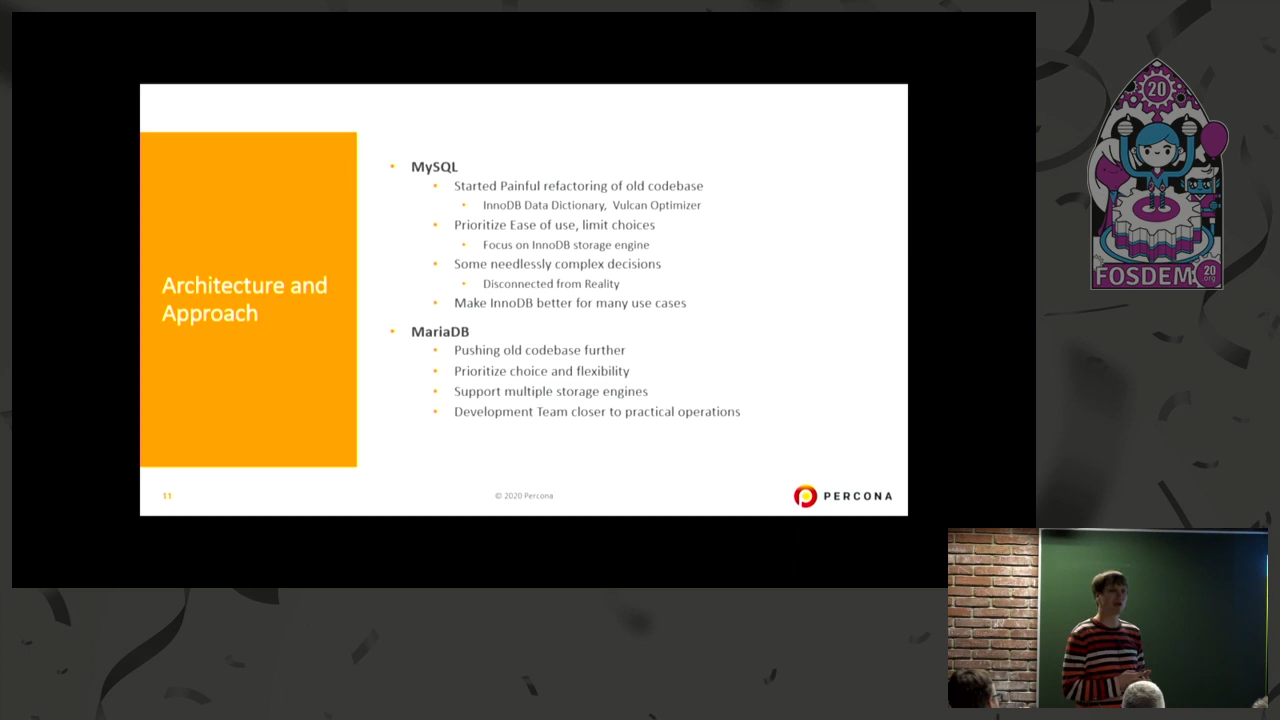 Architecture and
Approach
MySQL
Started Painful refactoring of old codebase
InnoDB Data Dictionary, Vulcan Optimizer
Prioritize Ease of use, limit choices
Focus on InnoDB storage engine
Some needlessly complex decisions
Disconnected from Reality
Make InnoDB better for many use cases
MariaDB
Pushing old codebase further
Prioritize choice and flexibility
Support multiple storage engines
Development Team closer to practical operations
11
© 2020 Percona
PERCONA
20
FOSDEM
20
.org